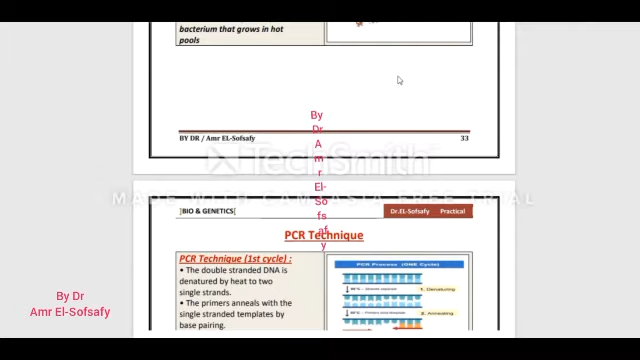 bacterium that grows in hot
pools
BY DR / Amr EL-Sofsafy 33
By
Dr
A
m
r
El-
So
fs
af
y
TechSmith
MADE WITH CAMTASIA FREE TRIAL
]BIO & GENETICS[ Dr.EL-Sofsafy Practical
PCR Technique
PCR Technique (1st cycle) :
• The double stranded DNA is
denatured by heat to two
single strands.
• The primers anneals with the
single stranded templates by
base pairing.
PCR Process (ONE Cycle)
1. Denaturing
2. Annealing
By Dr
Amr El-Sofsafy